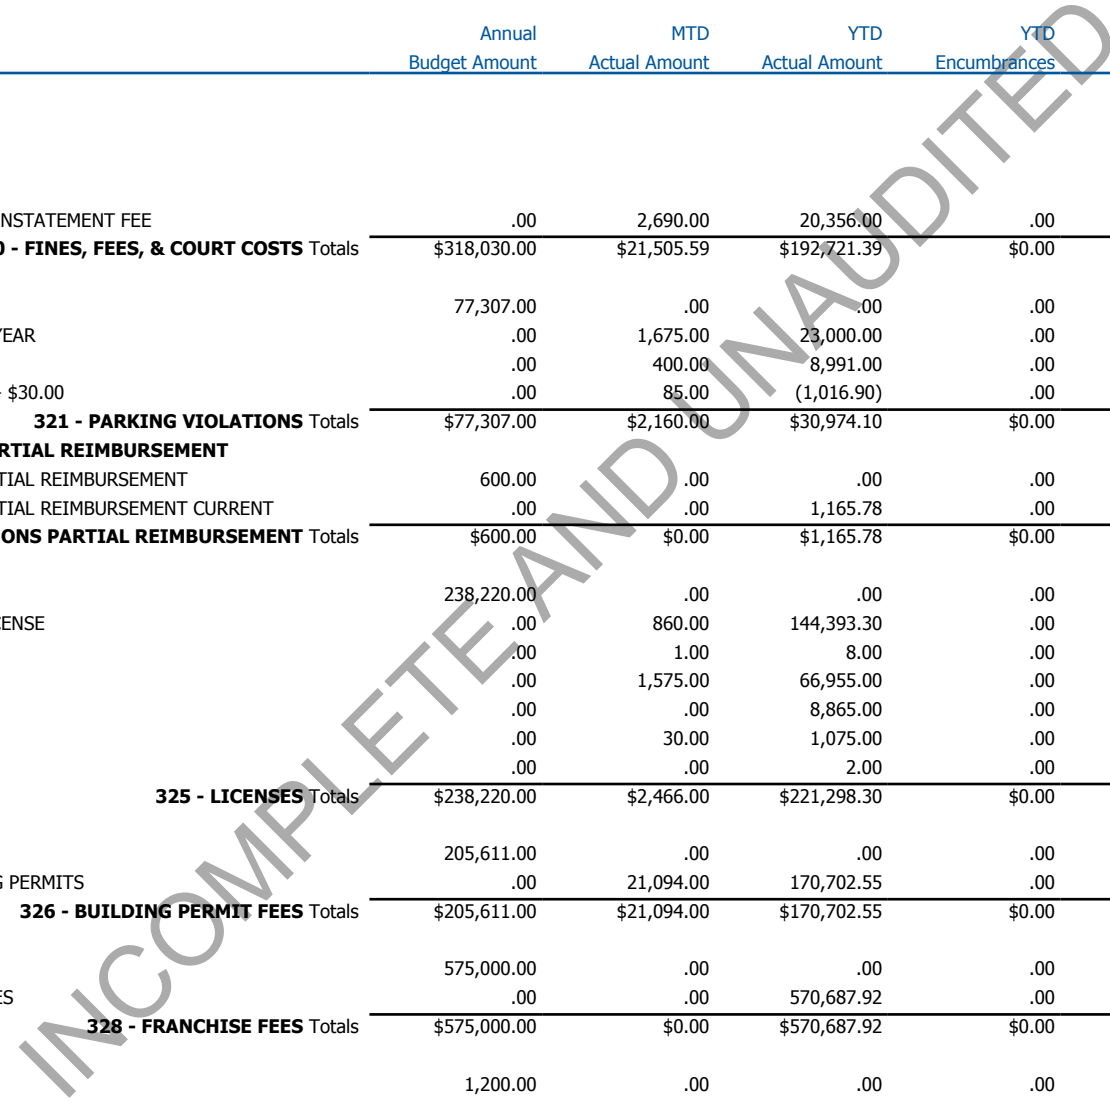 Annual MTD YTD YTD
Budget Amount Actual Amount Actual Amount Encumbrances
NSTATEMENT FEE .00 2,690.00 20,356.00 .00
0 - FINES, FEES, & COURT COSTS Totals $318,030.00 $21,505.59 $192,721.39 $0.00
77,307.00 .00 .00 .00
YEAR .00 1,675.00 23,000.00 .00
.00 400.00 8,991.00 .00
$30.00 .00 85.00 (1,016.90) .00
321 - PARKING VIOLATIONS Totals $77,307.00 $2,160.00 $30,974.10 $0.00
RTIAL REIMBURSEMENT
TIAL REIMBURSEMENT 600.00 .00 .00 .00
TIAL REIMBURSEMENT CURRENT .00 .00 1,165.78 .00
ONS PARTIAL REIMBURSEMENT Totals $600.00 $0.00 $1,165.78 $0.00
238,220.00 .00 .00 .00
CENSE .00 860.00 144,393.30 .00
.00 1.00 8.00 .00
.00 1,575.00 66,955.00 .00
.00 .00 8,865.00 .00
.00 30.00 1,075.00 .00
.00 .00 2.00 .00
325 - LICENSES Totals $238,220.00 $2,466.00 $221,298.30 $0.00
205,611.00 .00 .00 .00
G PERMITS .00 21,094.00 170,702.55 .00
326 - BUILDING PERMIT FEES Totals $205,611.00 $21,094.00 $170,702.55 $0.00
575,000.00 .00 .00 .00
ES .00 .00 570,687.92 .00
328 - FRANCHISE FEES Totals $575,000.00 $0.00 $570,687.92 $0.00
1,200.00 .00 .00 .00
INCOMPLETE AND UNAUDITED